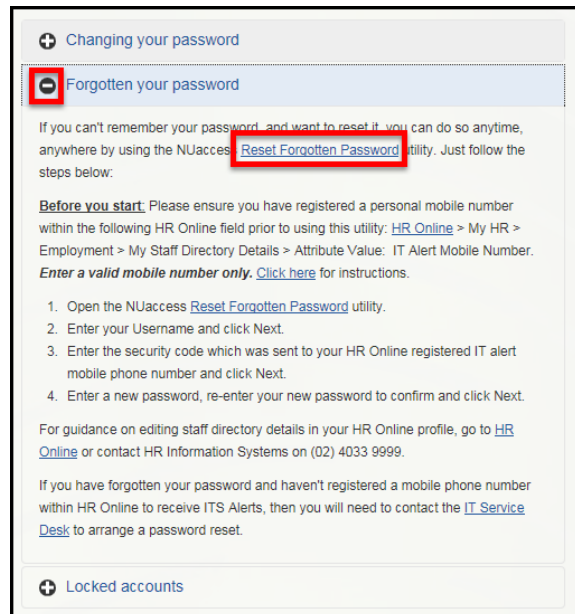 Changing your password
Forgotten your password
If you can't remember your password, and want to reset it, you can do so anytime,
anywhere by using the NUaccess Reset Forgotten Password utility. Just follow the
steps below:
Before you start: Please ensure you have registered a personal mobile number
within the following HR Online field prior to using this utility: HR Online > My HR >
Employment > My Staff Directory Details > Attribute Value: IT Alert Mobile Number.
Enter a valid mobile number only. Click here for instructions.
1. Open the NUaccess Reset Forgotten Password utility.
2. Enter your Username and click Next.
3. Enter the security code which was sent to your HR Online registered IT alert
mobile phone number and click Next.
4. Enter a new password, re-enter your new password to confirm and click Next.
For guidance on editing staff directory details in your HR Online profile, go to HR
Online or contact HR Information Systems on (02) 4033 9999.
If you have forgotten your password and haven't registered a mobile phone number
within HR Online to receive ITS Alerts, then you will need to contact the IT Service
Desk to arrange a password reset.
Locked accounts